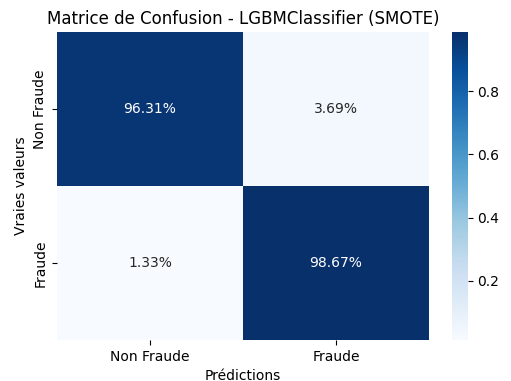 Matrice de Confusion - LGBMClassifier (SMOTE)
Vraies valeurs
Non Fraude
Fraude
96.31%
3.69%
1.33%
98.67%
Non Fraude
Fraude
Prédictions
0.8
0.6
0.4
0.2